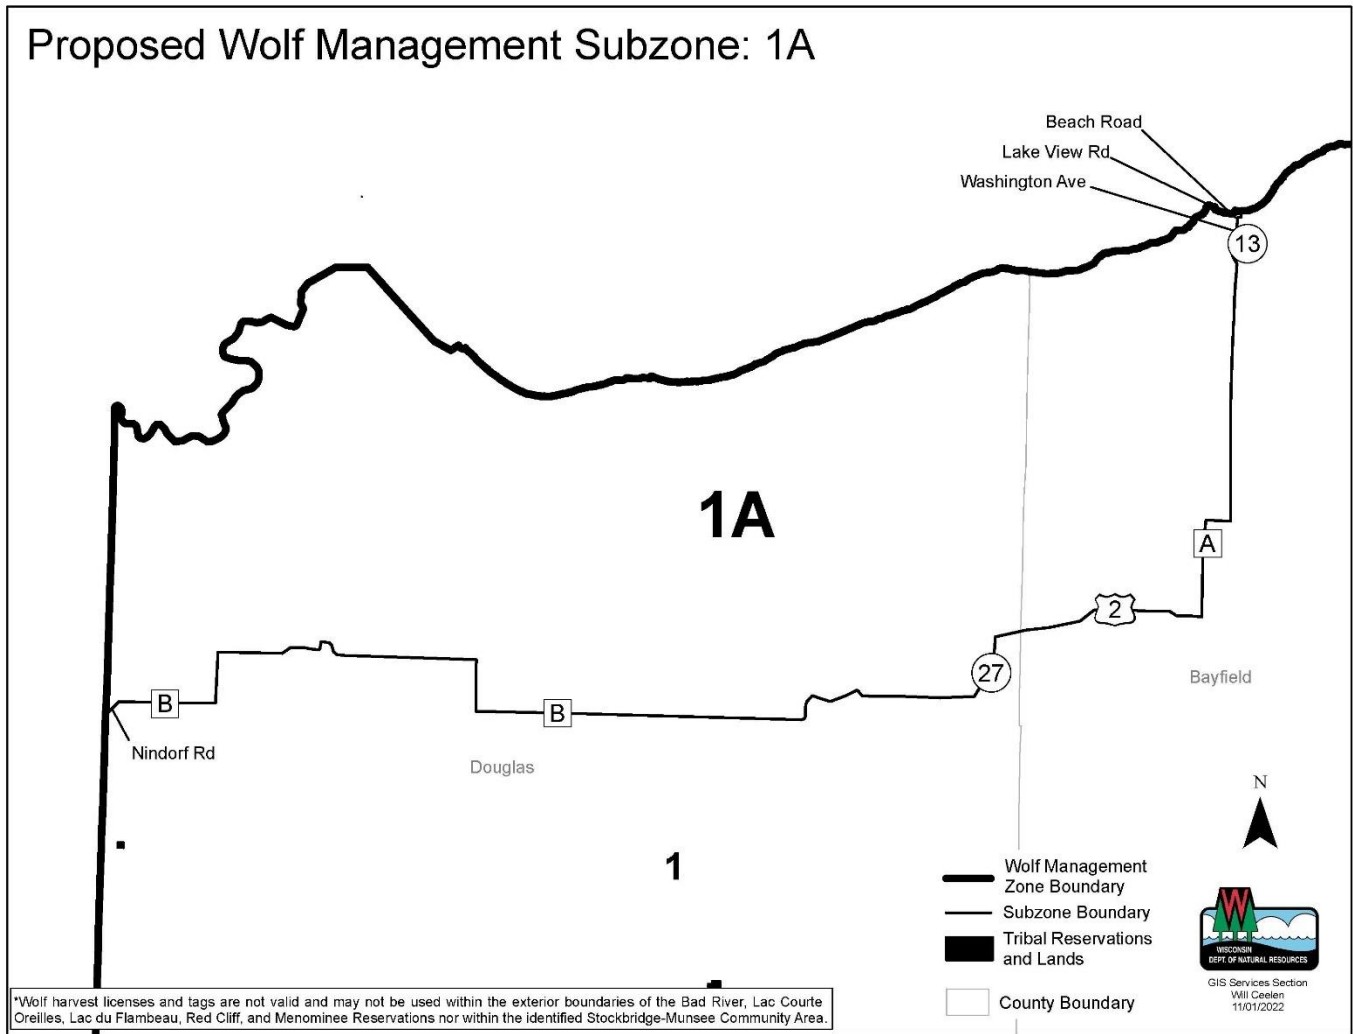 Proposed Wolf Management Subzone: 1A
Beach Road
Lake View Rd
Washington Ave
13
1A
A
2
27
Bayfield
B
B
Nindorf Rd
Douglas
1
N
Wolf Management
Zone Boundary
Subzone Boundary
Tribal Reservations
and Lands
County Boundary
W
WISCONSIN
DEPT. OF NATURAL RESOURCES
GIS Services Section
Will Ceelen
11/01/2022
*Wolf harvest licenses and tags are not valid and may not be used within the exterior boundaries of the Bad River, Lac Courte
Oreilles, Lac du Flambeau, Red Cliff, and Menominee Reservations nor within the identified Stockbridge-Munsee Community Area.